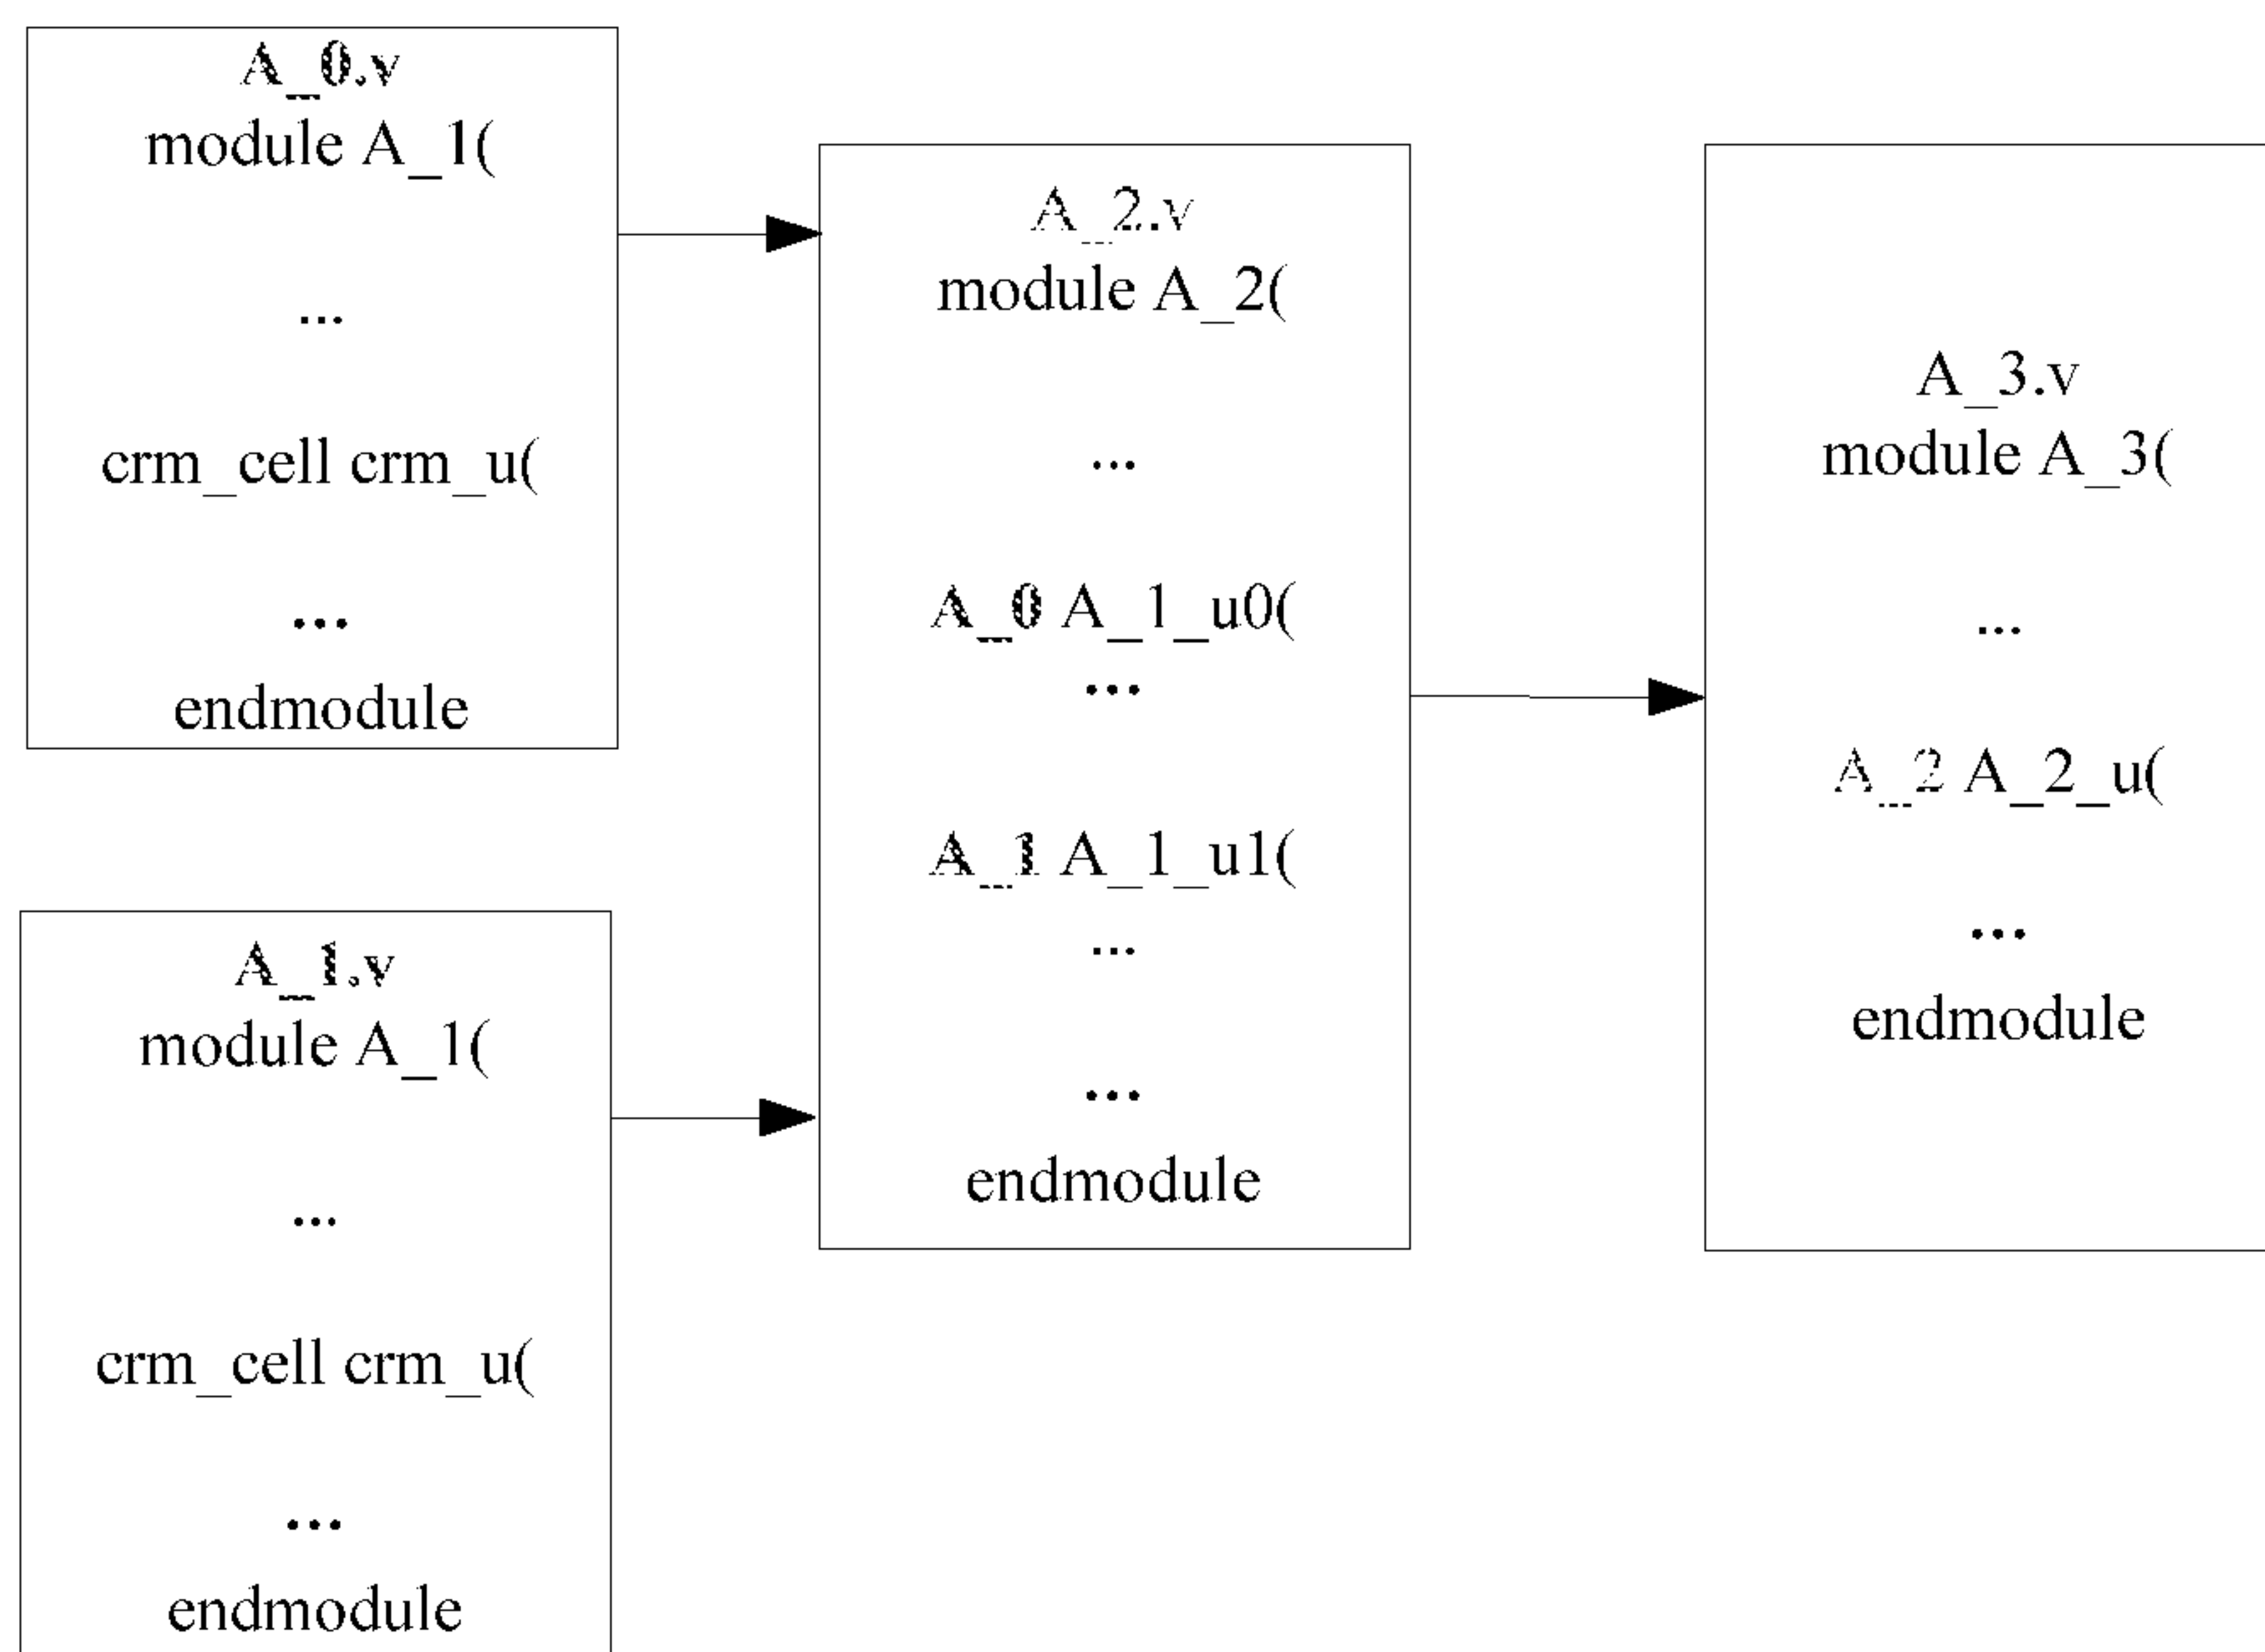 A_0.v
module A_1(
...
crm_cell crm_u(
...
endmodule
A_1.v
module A_1(
...
crm_cell crm_u(
...
endmodule
A_2.v
module A_2(
...
A_0 A_1_u0(
...
A_1 A_1_u1(
...
...
endmodule
A_3.v
module A_3(
...
A_2 A_2_u(
...
endmodule